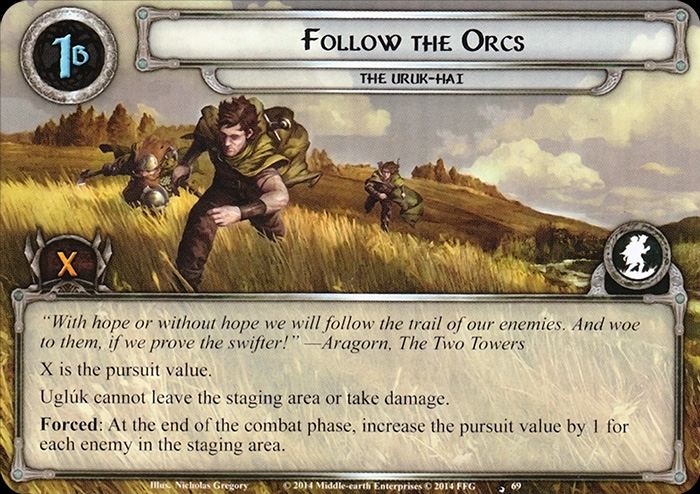 1B
FOLLOW THE ORCS
THE URUK-HAI
X
"With hope or without hope we will follow the trail of our enemies. And woe
to them, if we prove the swifter!" —Aragorn, The Two Towers
X is the pursuit value.
Uglúk cannot leave the staging area or take damage.
Forced: At the end of the combat phase, increase the pursuit value by 1 for
each enemy in the staging area.
Illus. Nicholas Gregory © 2014 Middle-earth Enterprises © 2014 FFG 69